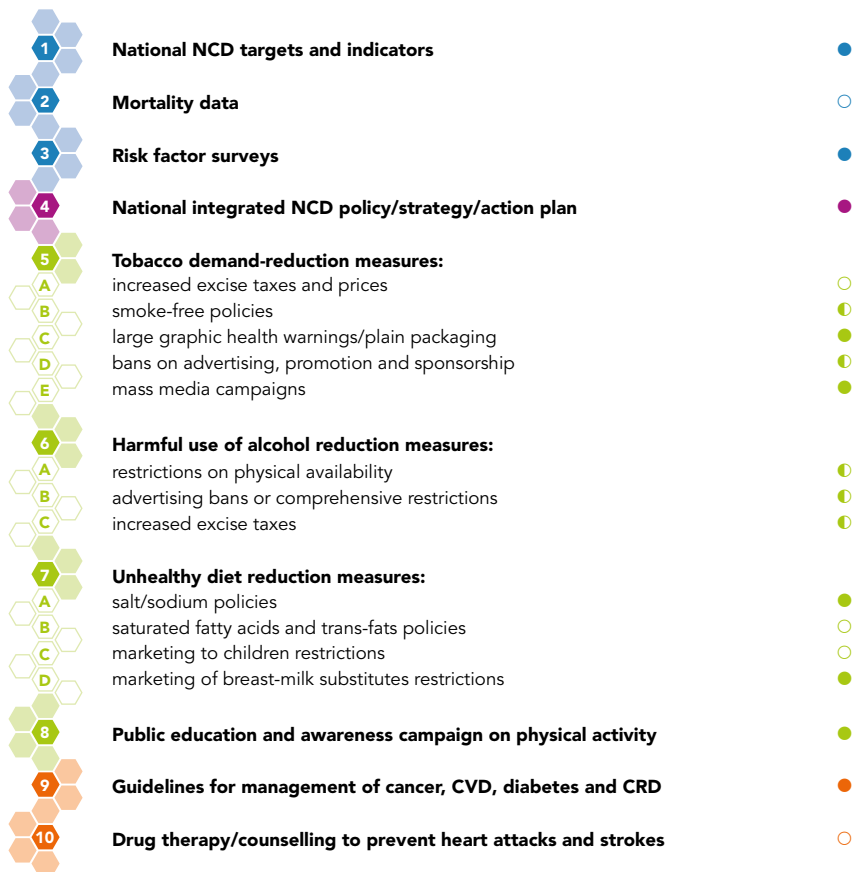 1 National NCD targets and indicators
2 Mortality data
3 Risk factor surveys
4 National integrated NCD policy/strategy/action plan
5 Tobacco demand-reduction measures:
A increased excise taxes and prices
B smoke-free policies
C large graphic health warnings/plain packaging
D bans on advertising, promotion and sponsorship
E mass media campaigns
6 Harmful use of alcohol reduction measures:
A restrictions on physical availability
B advertising bans or comprehensive restrictions
C increased excise taxes
7 Unhealthy diet reduction measures:
A salt/sodium policies
B saturated fatty acids and trans-fats policies
C marketing to children restrictions
D marketing of breast-milk substitutes restrictions
8 Public education and awareness campaign on physical activity
9 Guidelines for management of cancer, CVD, diabetes and CRD
10 Drug therapy/counselling to prevent heart attacks and strokes